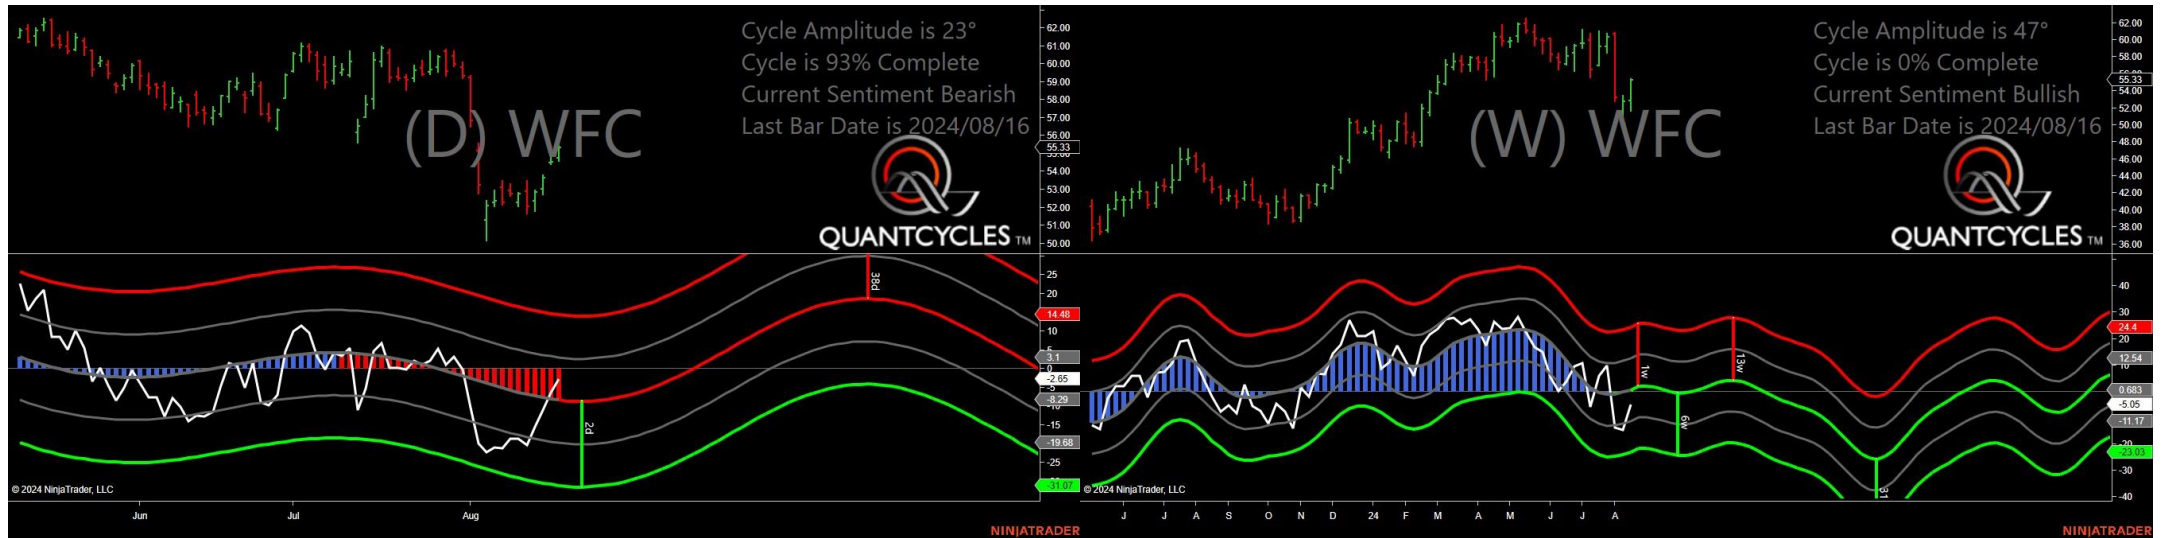 Cycle Amplitude is 23°
Cycle is 93% Complete
Current Sentiment Bearish
Last Bar Date is 2024/08/16
(D) WFC
QUANTCYCLES TM
62.00
61.00
60.00
59.00
58.00
57.00
56.00
55.33
54.00
53.00
52.00
51.00
50.00
38d
2d
25
20
14.48
10
3.1
0
-2.65
-5
-8.29
-19.68
-25
-31.07
© 2024 NinjaTrader, LLC
Jun Jul Aug
NINJATRADER
Cycle Amplitude is 47°
Cycle is 0% Complete
Current Sentiment Bullish
Last Bar Date is 2024/08/16
(W) WFC
QUANTCYCLES TM
62.00
60.00
58.00
55.33
54.00
52.00
50.00
48.00
46.00
44.00
42.00
40.00
38.00
36.00
1w
13w
6w
40
30
24.4
20
12.54
10
0.683
-5.05
-11.17
-20
-23.03
-30
-40
© 2024 NinjaTrader, LLC
J J A S O N D 24 F M A M J J A
NINJATRADER